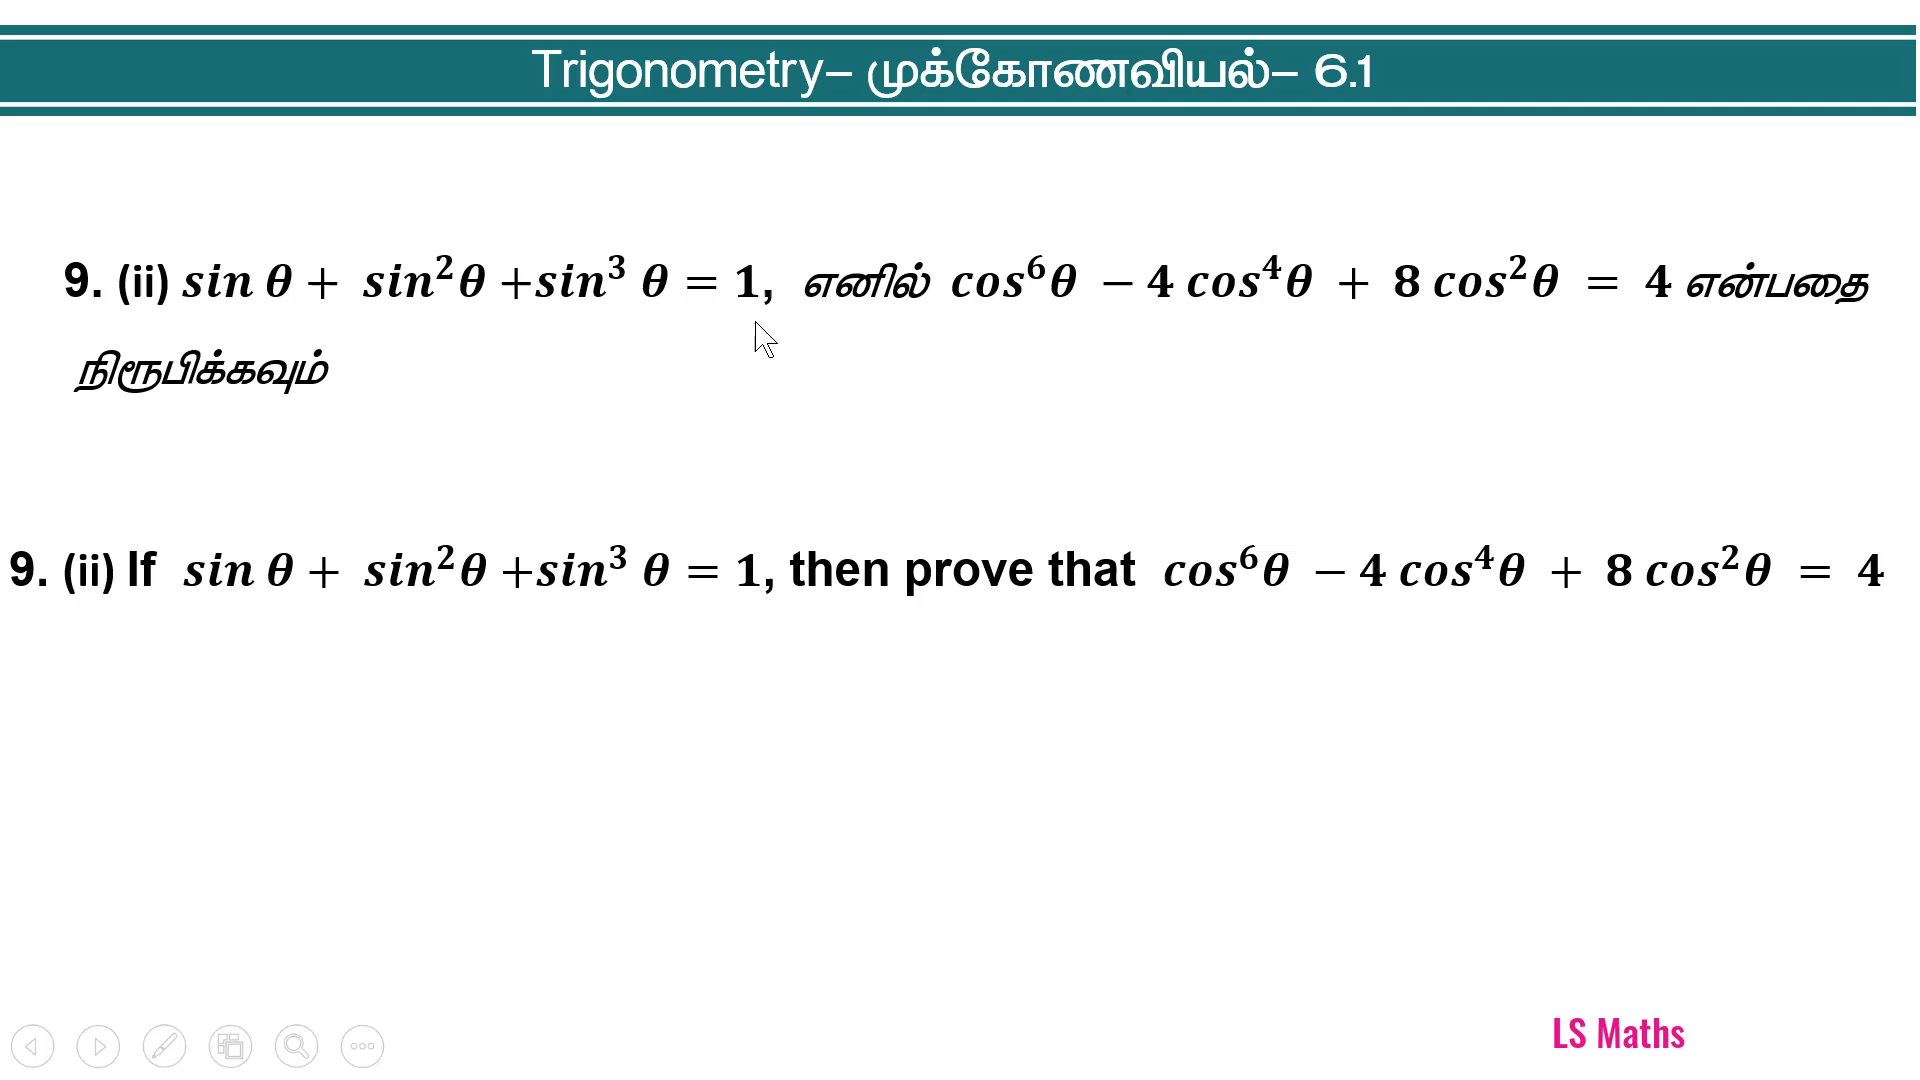 Trigonometry– முக்கோணவியல்– 6.1
9. (ii) sin θ + sin²θ +sin³ θ = 1, எனில் cos⁶θ − 4 cos⁴θ + 8 cos²θ = 4 என்பதை
நிரூபிக்கவும்
9. (ii) If sin θ + sin²θ +sin³ θ = 1, then prove that cos⁶θ − 4 cos⁴θ + 8 cos²θ = 4
LS Maths